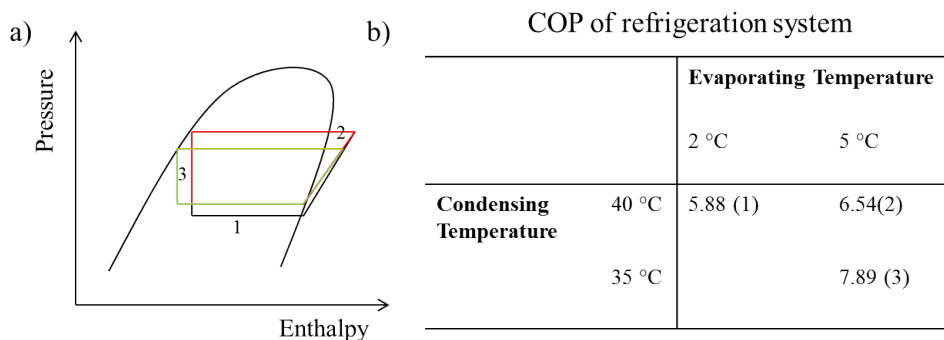 a)
Pressure
2
3
1
Enthalpy
b)
COP of refrigeration system
Evaporating Temperature
2 °C 5 °C
Condensing Temperature
40 °C 5.88 (1) 6.54(2)
35 °C 7.89 (3)